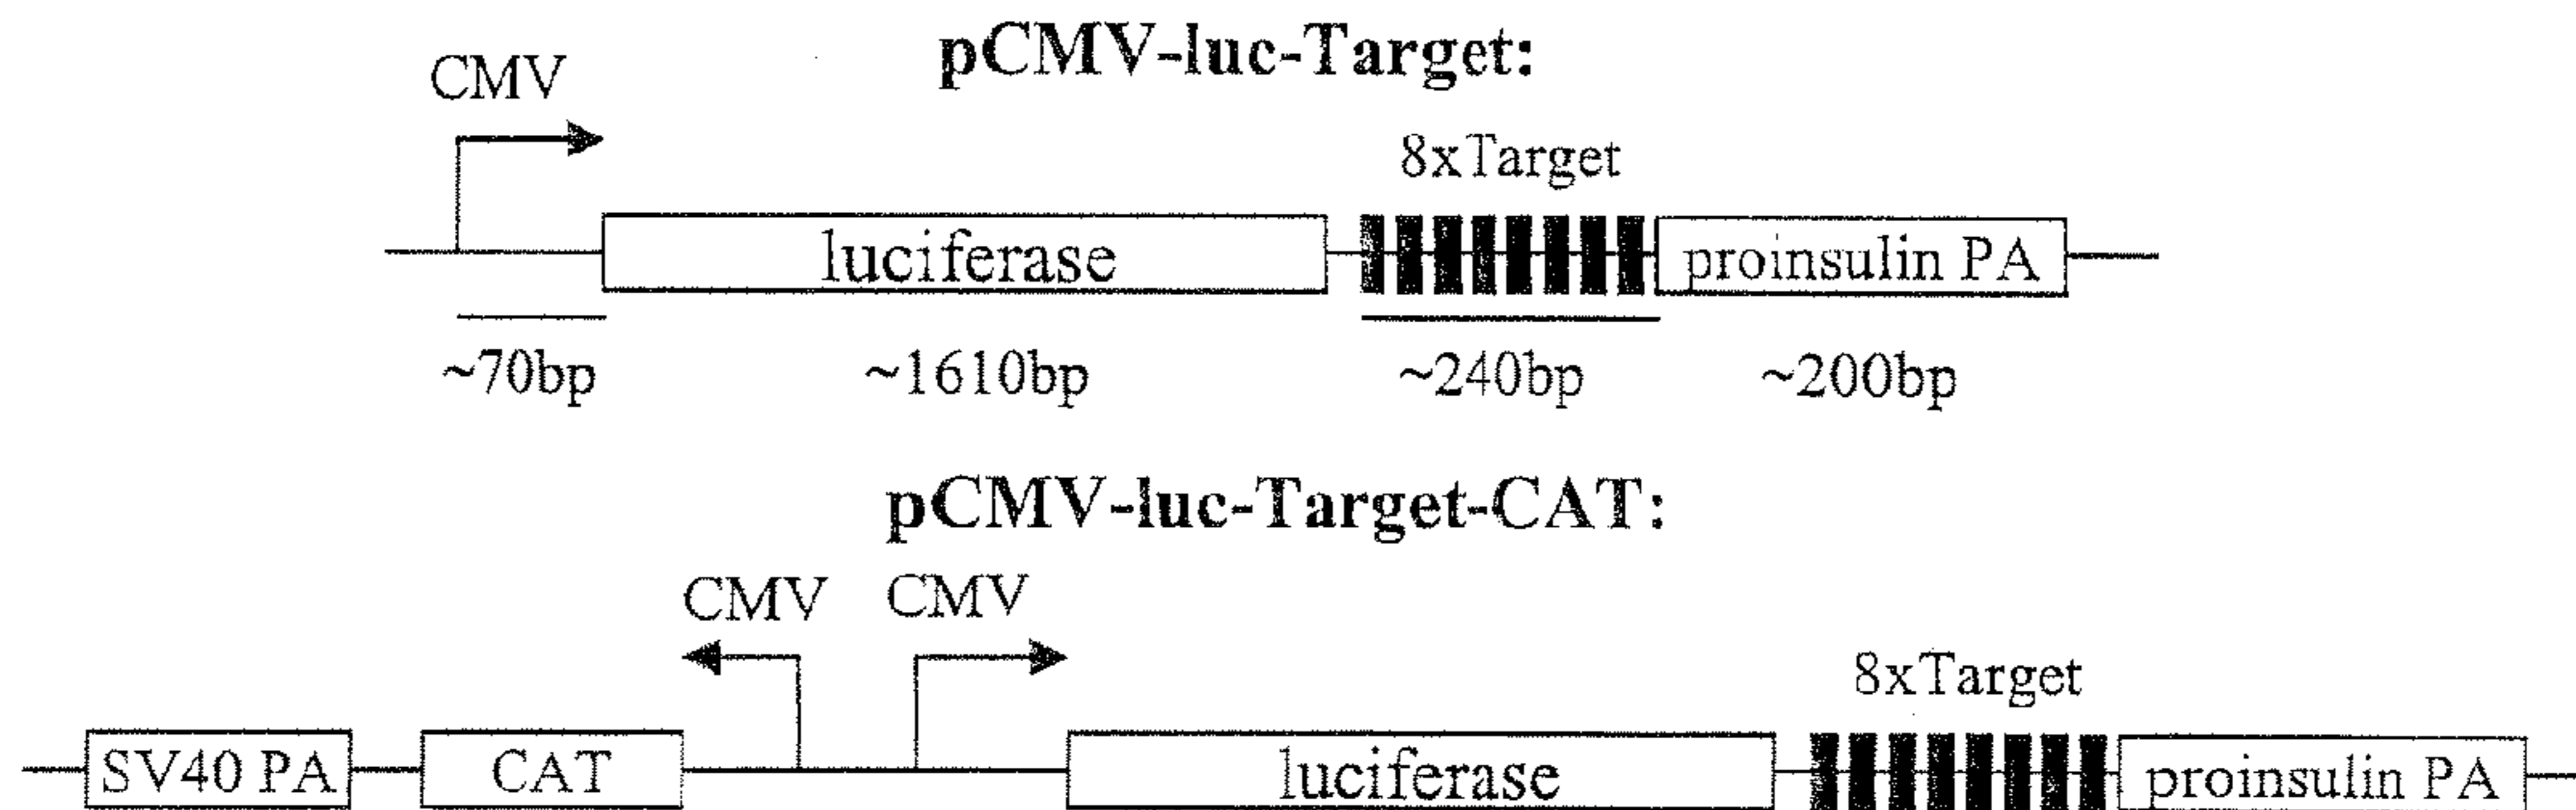 pCMV-luc-Target:
CMV
8xTarget
luciferase
proinsulin PA
~70bp ~1610bp ~240bp ~200bp
pCMV-luc-Target-CAT:
CMV CMV
8xTarget
SV40 PA CAT luciferase proinsulin PA